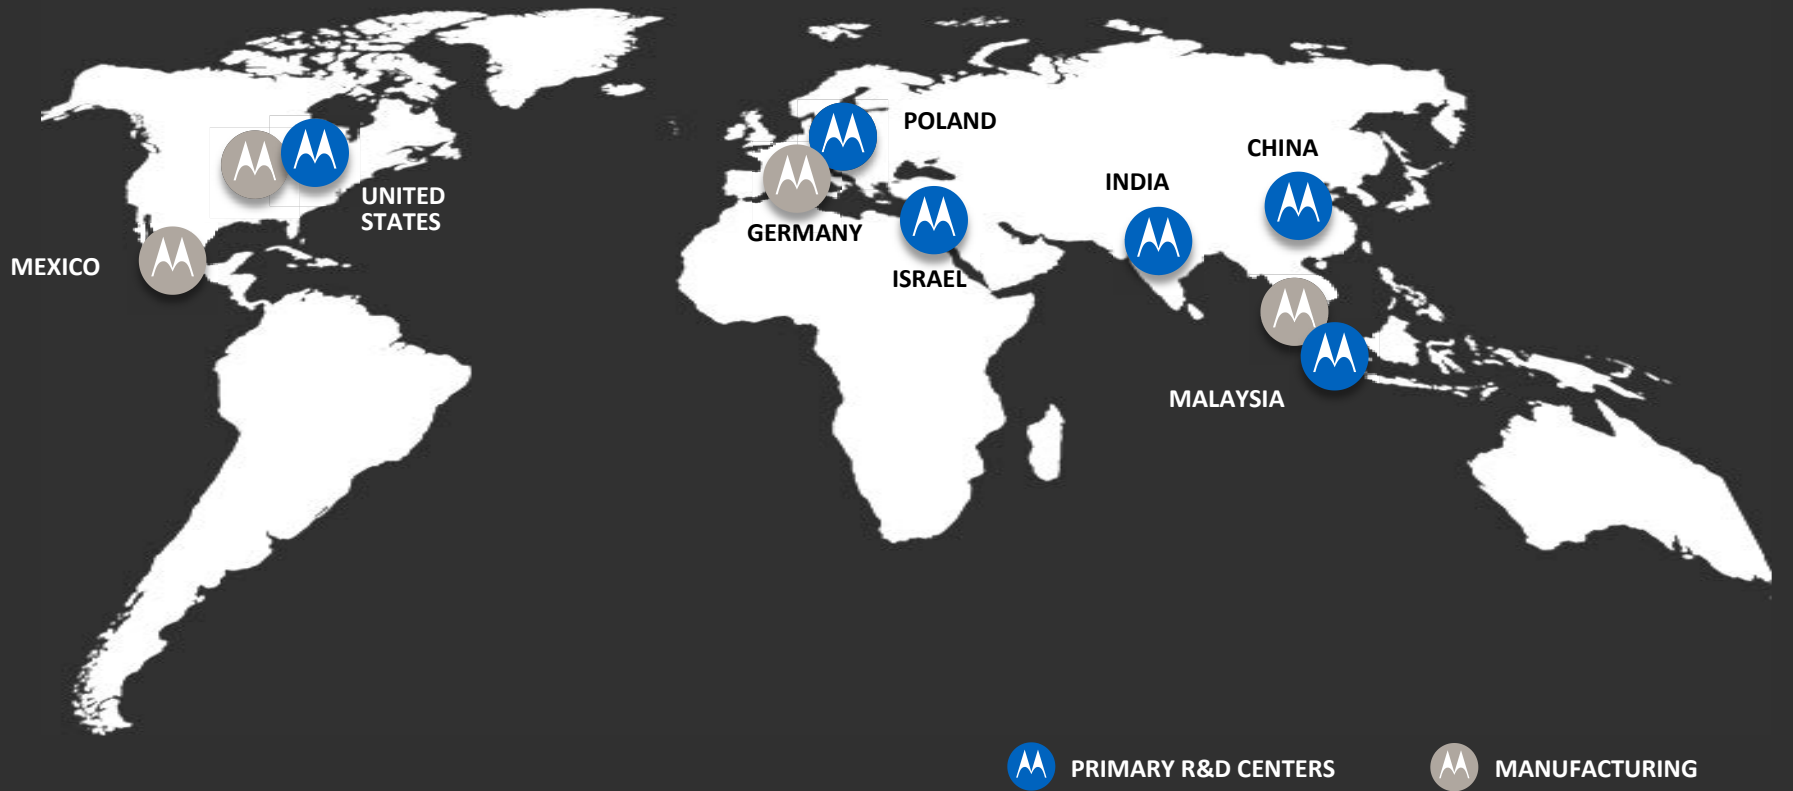 POLAND
CHINA
INDIA
UNITED
STATES
GERMANY
MEXICO
ISRAEL
MALAYSIA
PRIMARY R&D CENTERS
MANUFACTURING